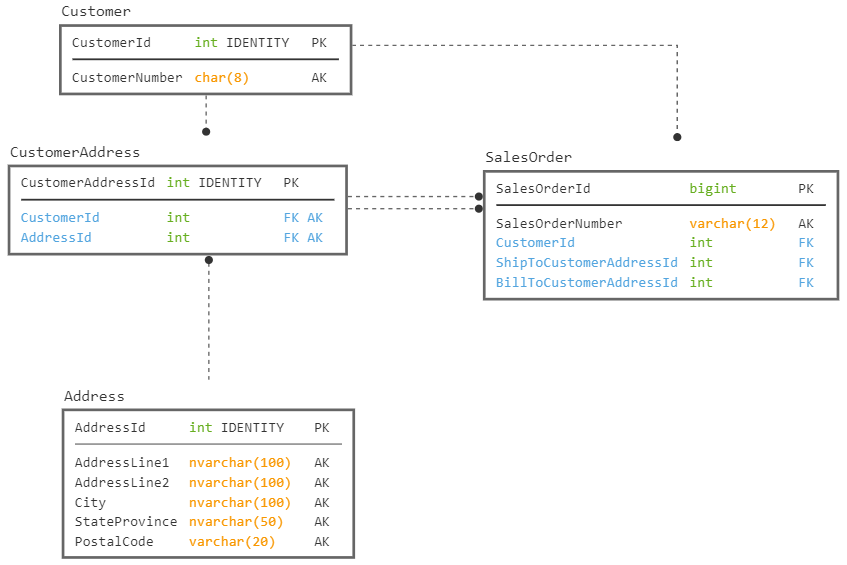 Customer
CustomerId int IDENTITY PK
CustomerNumber char(8) AK
CustomerAddress
CustomerAddressId int IDENTITY PK
CustomerId int FK AK
AddressId int FK AK
SalesOrder
SalesOrderId bigint PK
SalesOrderNumber varchar(12) AK
CustomerId int FK
ShipToCustomerAddressId int FK
BillToCustomerAddressId int FK
Address
AddressId int IDENTITY PK
AddressLine1 nvarchar(100) AK
AddressLine2 nvarchar(100) AK
City nvarchar(100) AK
StateProvince nvarchar(50) AK
PostalCode varchar(20) AK